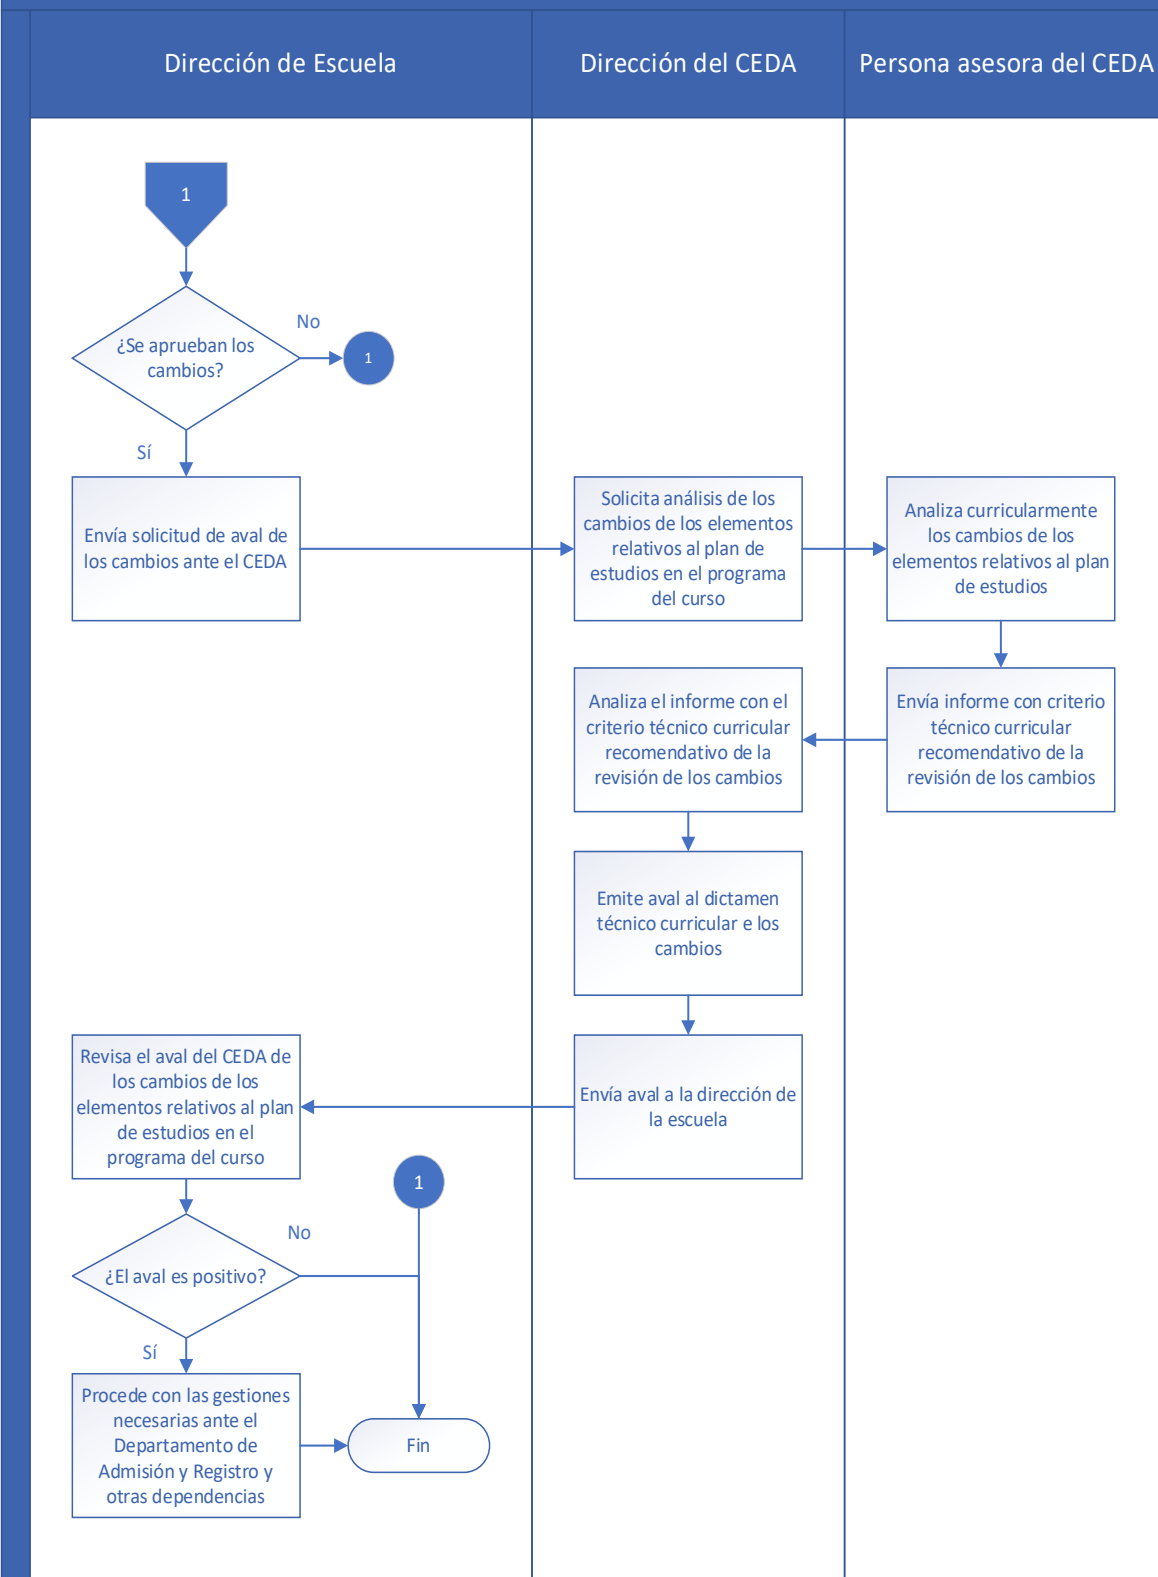 Dirección de Escuela
Dirección del CEDA
Persona asesora del CEDA
1
¿Se aprueban los
cambios?
No
1
Sí
Envía solicitud de aval de
los cambios ante el CEDA
Solicita análisis de los
cambios de los elementos
relativos al plan de
estudios en el programa
del curso
Analiza curricularmente
los cambios de los
elementos relativos al plan
de estudios
Envía informe con criterio
técnico curricular
recomendativo de la
revisión de los cambios
Analiza el informe con el
criterio técnico curricular
recomendativo de la
revisión de los cambios
Emite aval al dictamen
técnico curricular e los
cambios
Envía aval a la dirección de
la escuela
Revisa el aval del CEDA de
los cambios de los
elementos relativos al plan
de estudios en el
programa del curso
1
¿El aval es positivo?
No
Sí
Procede con las gestiones
necesarias ante el
Departamento de
Admisión y Registro y
otras dependencias
Fin